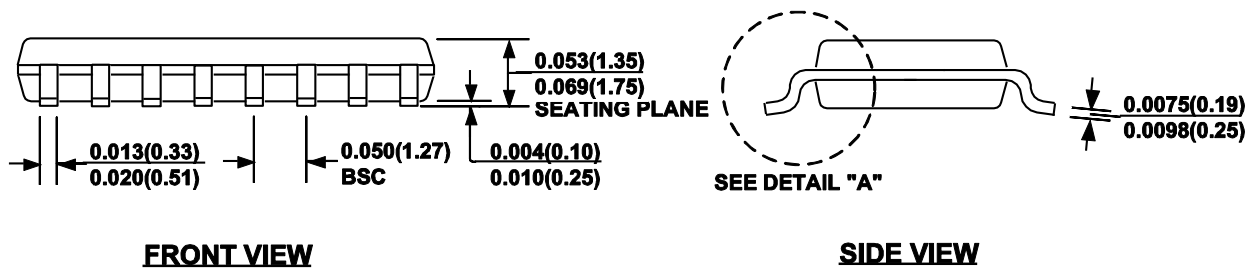 0.053(1.35)
0.069(1.75)
SEATING PLANE
0.013(0.33)
0.020(0.51)
0.050(1.27)
BSC
0.004(0.10)
0.010(0.25)
FRONT VIEW
0.0075(0.19)
0.0098(0.25)
SEE DETAIL "A"
SIDE VIEW